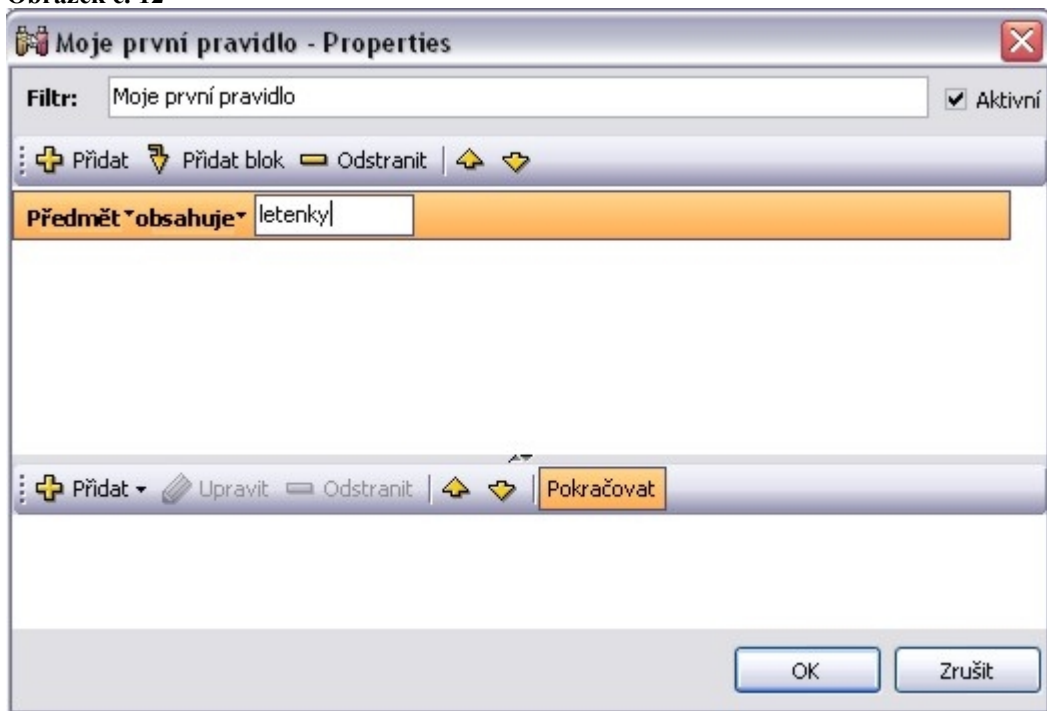 Obrázek č. 12
Moje první pravidlo - Properties
Filtr: Moje první pravidlo Aktivní
Přidat Přidat blok Odstranit
Předmět obsahuje letenky
Přidat Upravit Odstranit Pokračovat
OK Zrušit